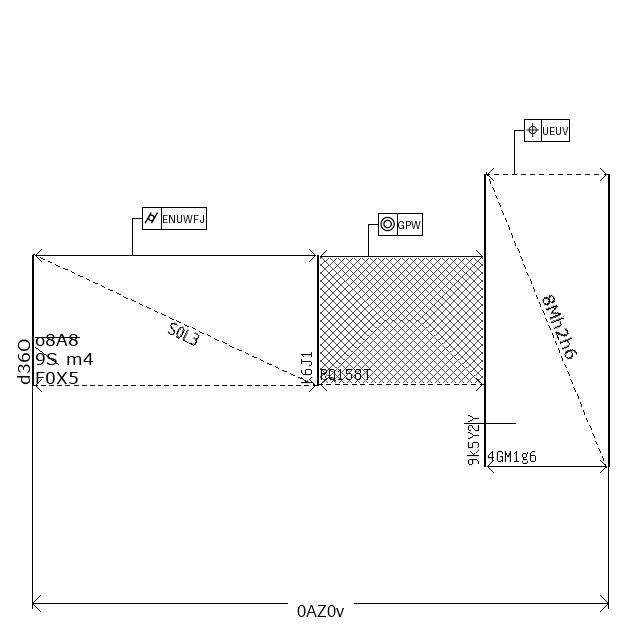 UEUV
ENUWFJ
GPW
8Mh2h6
S0L3
o8A8
9S m4
F0X5
d36O
K6J1
RQ158T
9k5Y2Y
4GM1g6
0AZ0v